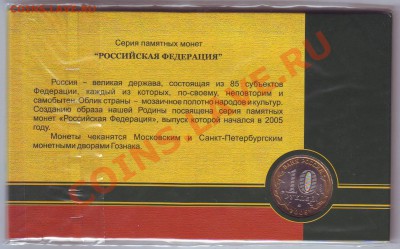 Серия памятных монет
"РОССИЙСКАЯ ФЕДЕРАЦИЯ"
Россия – великая держава, состоящая из 85 субъектов
Федерации, каждый из которых, по-своему, неповторим и
самобытен. Облик страны – мозаичное полотно народов и культур.
Созданию образа нашей Родины посвящена серия памятных
монет «Российская Федерация», выпуск которой начался в 2005
году.
Монеты чеканятся Московским и Санкт-Петербургским
монетными дворами Гознака.
10
COINS.LAVE.RU